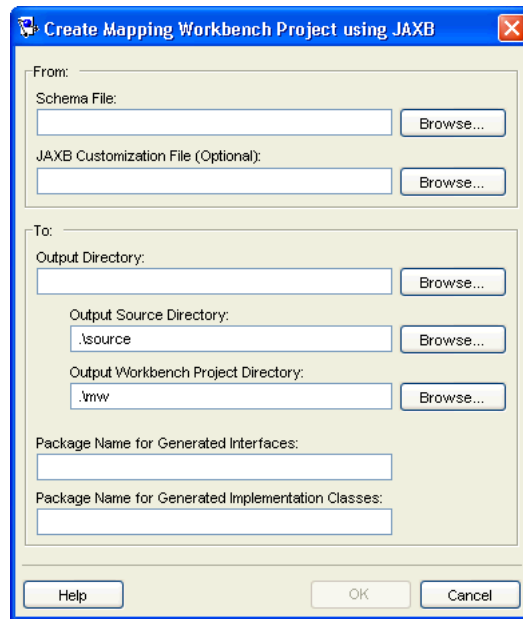 Create Mapping Workbench Project using JAXB
From:
Schema File:
Browse...
JAXB Customization File (Optional):
Browse...
To:
Output Directory:
Browse...
Output Source Directory:
.\source
Browse...
Output Workbench Project Directory:
.\mw
Browse...
Package Name for Generated Interfaces:
Package Name for Generated Implementation Classes:
Help
OK
Cancel